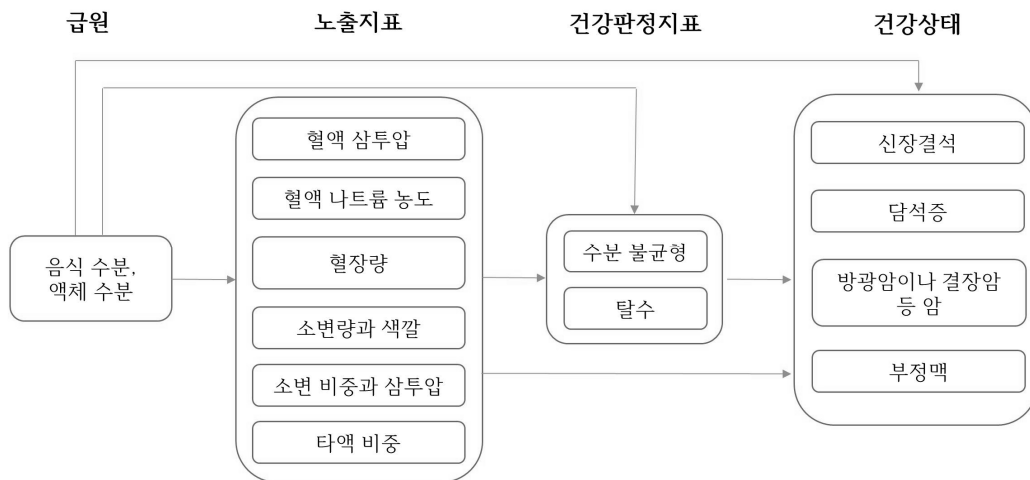 급원
노출지표
건강판정지표
건강상태
음식 수분,
액체 수분
혈액 삼투압
혈액 나트륨 농도
혈장량
소변량과 색깔
소변 비중과 삼투압
타액 비중
수분 불균형
탈수
신장결석
담석증
방광암이나 결장암
등 암
부정맥